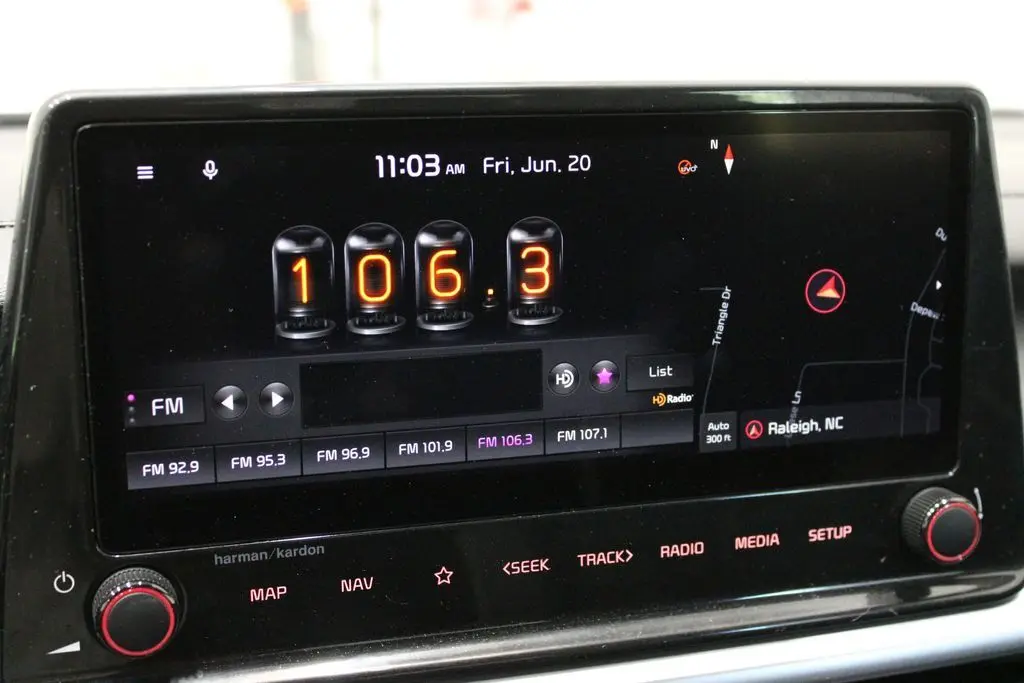 11:03 AM Fri, Jun. 20
N
UVO
106.3
Triangle Dr
FM
HD
List
HD Radio
FM 92.9 FM 95.3 FM 96.9 FM 101.9 FM 106.3 FM 107.1
Auto
300 ft
Raleigh, NC
harman/kardon
MAP NAV <SEEK TRACK> RADIO MEDIA SETUP